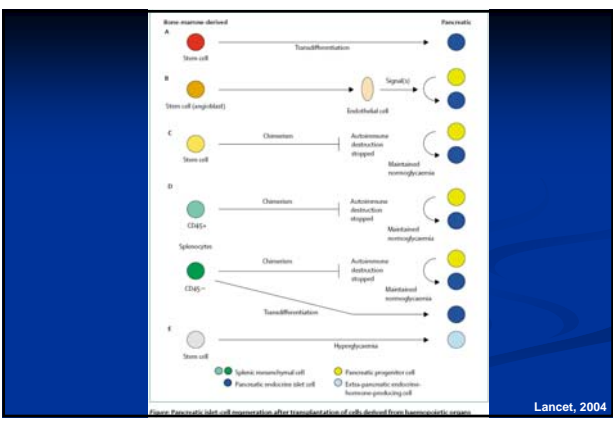 Bone-marrow-derived
Pancreatic
A
Stem cell
Transdifferentiation
B
Stem cell (angioblast)
Endothelial cell
Signal(s)
C
Stem cell
Chimerism
Autoimmune
destruction
stopped
Maintained
normoglycaemia
D
CD45+
Chimerism
Autoimmune
destruction
stopped
Maintained
normoglycaemia
Splenocytes
CD45 –
Chimerism
Autoimmune
destruction
stopped
Maintained
normoglycaemia
Transdifferentiation
E
Stem cell
Hyperglycaemia
Splenic mesenchymal cell
Pancreatic endocrine islet cell
Pancreatic progenitor cell
Extra-pancreatic endocrine-
hormone-producing cell
Figure: Pancreatic islet-cell regeneration after transplantation of cells derived from haemopoietic organs
Lancet, 2004